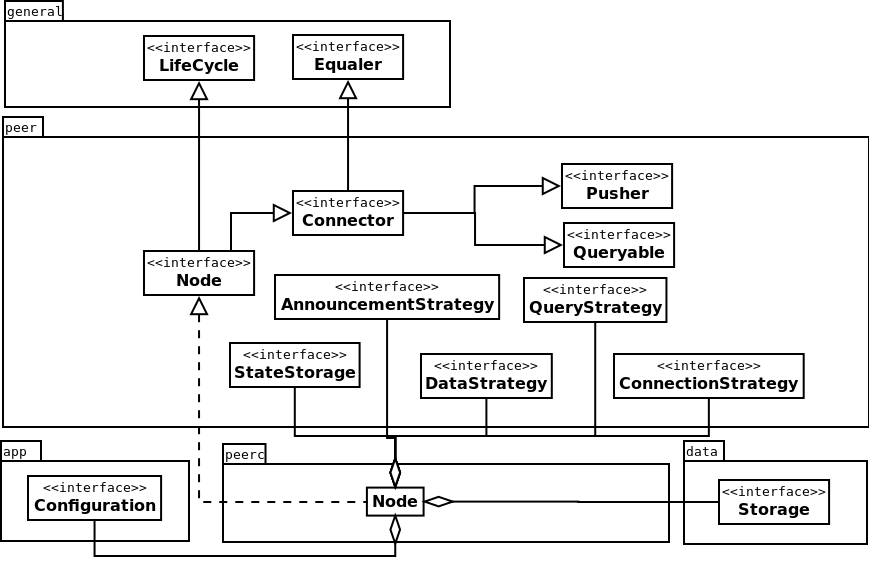 general
<<interface>>
LifeCycle
<<interface>>
Equaler
peer
<<interface>>
Pusher
<<interface>>
Connector
<<interface>>
Queryable
<<interface>>
Node
<<interface>>
AnnouncementStrategy
<<interface>>
QueryStrategy
<<interface>>
StateStorage
<<interface>>
DataStrategy
<<interface>>
ConnectionStrategy
app
<<interface>>
Configuration
peerc
Node
data
<<interface>>
Storage